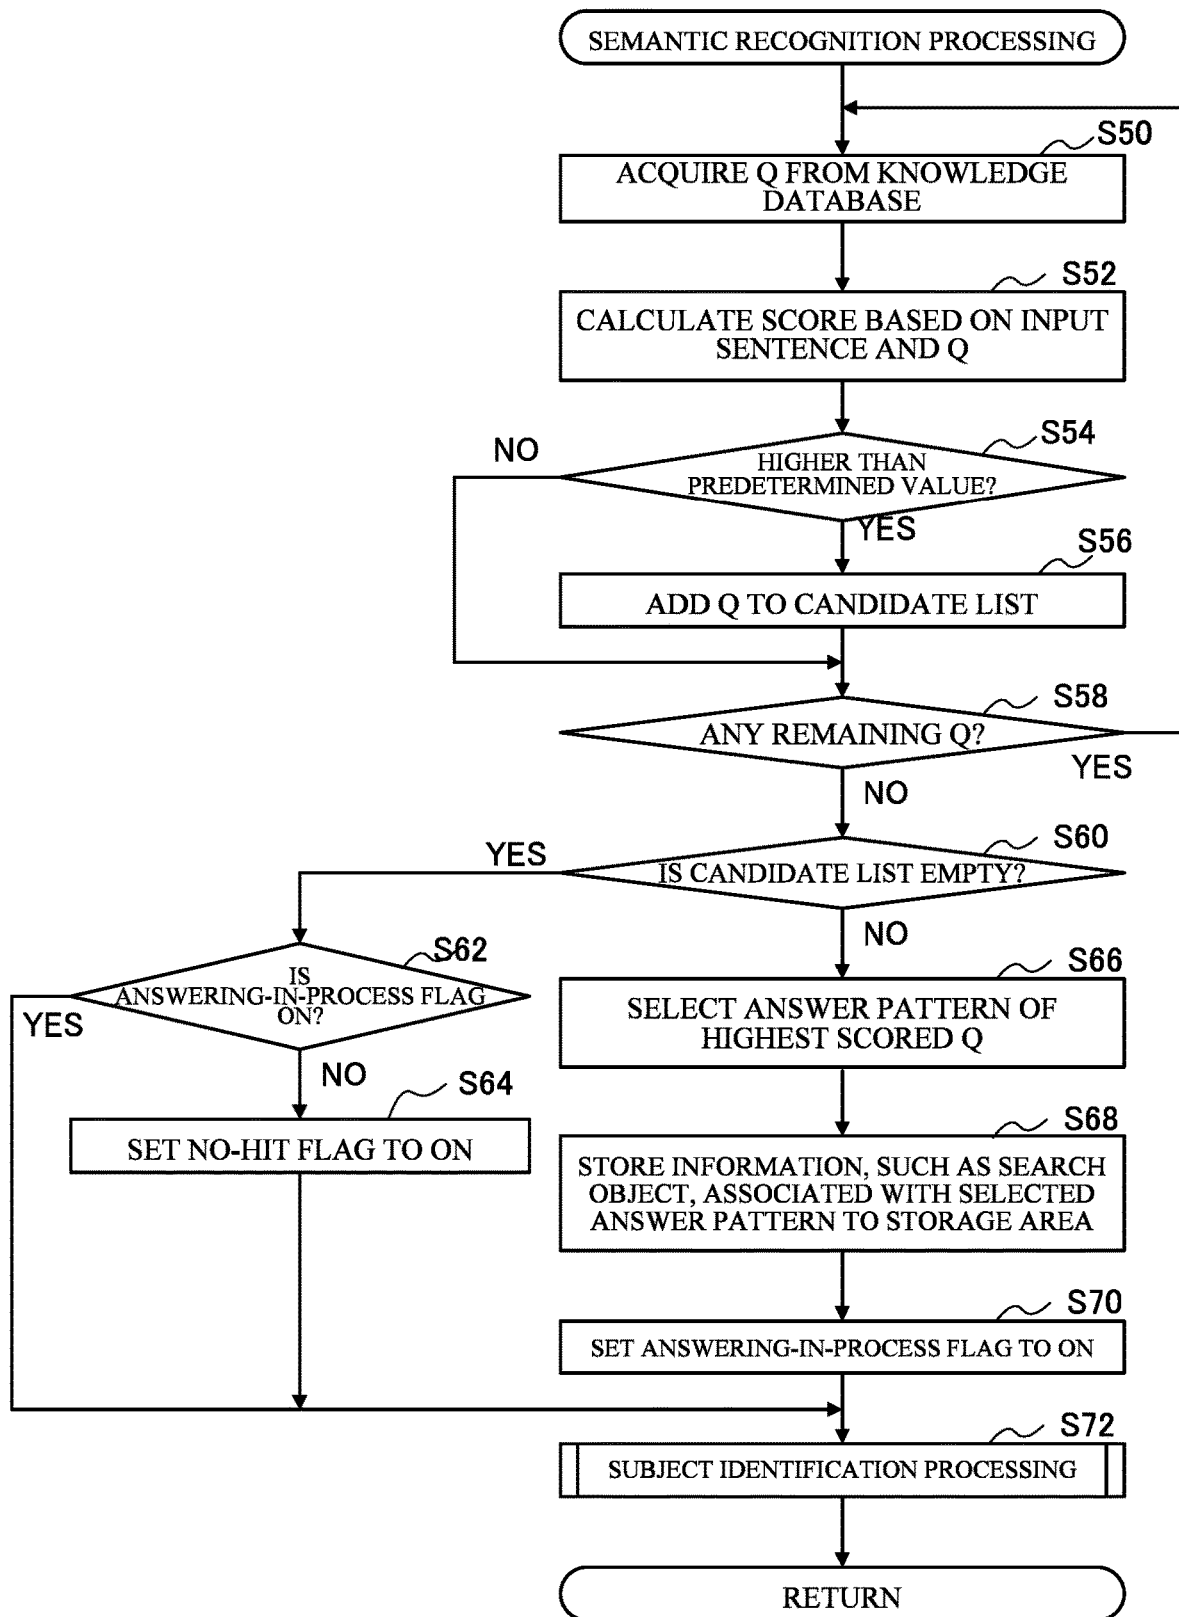 SEMANTIC RECOGNITION PROCESSING
S50
ACQUIRE Q FROM KNOWLEDGE
DATABASE
S52
CALCULATE SCORE BASED ON INPUT
SENTENCE AND Q
S54
NO
HIGHER THAN
PREDETERMINED VALUE?
YES
S56
ADD Q TO CANDIDATE LIST
S58
ANY REMAINING Q?
YES
NO
S60
YES
IS CANDIDATE LIST EMPTY?
NO
S62
IS
ANSWERING-IN-PROCESS FLAG
ON?
YES
NO
S64
SET NO-HIT FLAG TO ON
S66
SELECT ANSWER PATTERN OF
HIGHEST SCORED Q
S68
STORE INFORMATION, SUCH AS SEARCH
OBJECT, ASSOCIATED WITH SELECTED
ANSWER PATTERN TO STORAGE AREA
S70
SET ANSWERING-IN-PROCESS FLAG TO ON
S72
SUBJECT IDENTIFICATION PROCESSING
RETURN